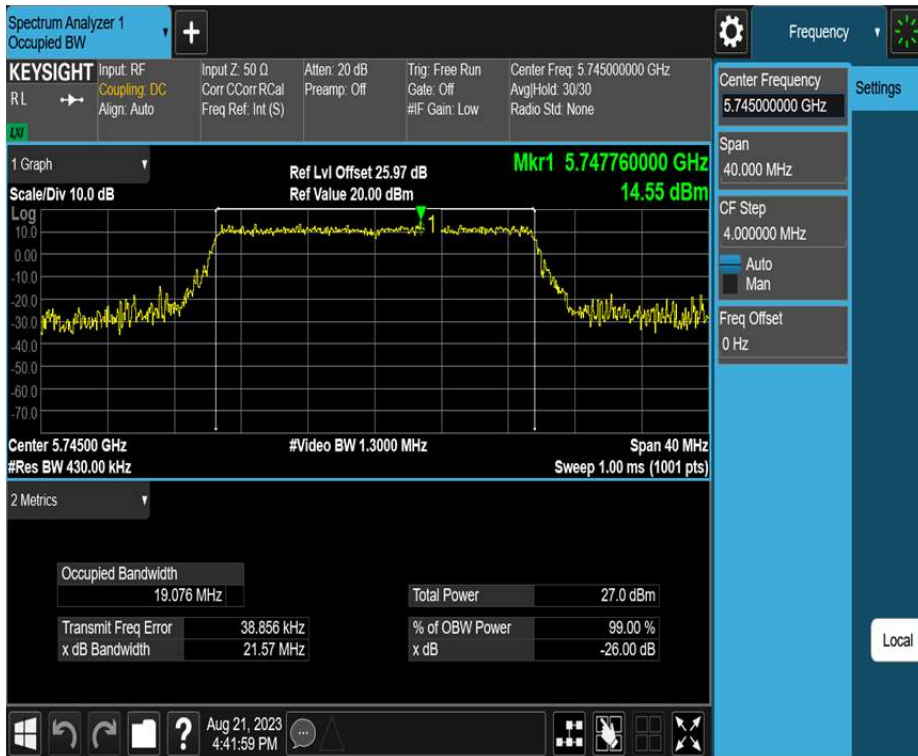 Spectrum Analyzer 1
Occupied BW
+
Frequency
KEYSIGHT
R L
LXI
Input: RF
Coupling: DC
Align: Auto
Input Z: 50 Ω
Corr CCorr RCal
Freq Ref: Int (S)
Atten: 20 dB
Preamp: Off
Trig: Free Run
Gate: Off
#IF Gain: Low
Center Freq: 5.745000000 GHz
Avg|Hold: 30/30
Radio Std: None
Center Frequency
5.745000000 GHz
Settings
Span
40.000 MHz
CF Step
4.000000 MHz
Auto
Man
Freq Offset
0 Hz
Local
1 Graph
Scale/Div 10.0 dB
Ref Lvl Offset 25.97 dB
Ref Value 20.00 dBm
Mkr1 5.747760000 GHz
14.55 dBm
Log
10.0
0.00
-10.0
-20.0
-30.0
-40.0
-50.0
-60.0
-70.0
1
Center 5.74500 GHz
#Video BW 1.3000 MHz
Span 40 MHz
#Res BW 430.00 kHz
Sweep 1.00 ms (1001 pts)
2 Metrics
Occupied Bandwidth
19.076 MHz
Total Power 27.0 dBm
Transmit Freq Error 38.856 kHz
% of OBW Power 99.00 %
x dB Bandwidth 21.57 MHz
x dB -26.00 dB
?
Aug 21, 2023
4:41:59 PM